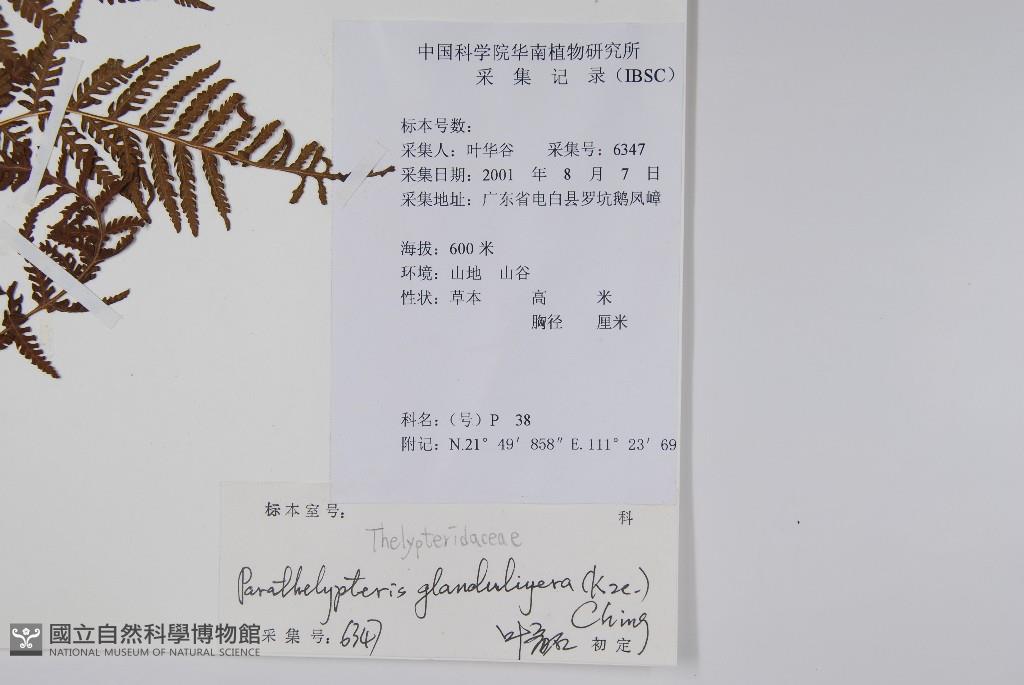 中国科学院华南植物研究所
采 集 记 录（IBSC）
标本号数：
采集人：叶华谷 采集号：6347
采集日期：2001 年 8 月 7 日
采集地址：广东省电白县罗坑鹅凤嶂
海拔：600 米
环境：山地 山谷
性状：草本 高 米
胸径 厘米
科名：（号）P 38
附记：N.21° 49′ 858″ E.111° 23′ 69
标本室号：
科
Thelypteridaceae
Parathelypteris glanduligera (Kze.)
Ching
采集号：6347
初定
國立自然科學博物館
NATIONAL MUSEUM OF NATURAL SCIENCE